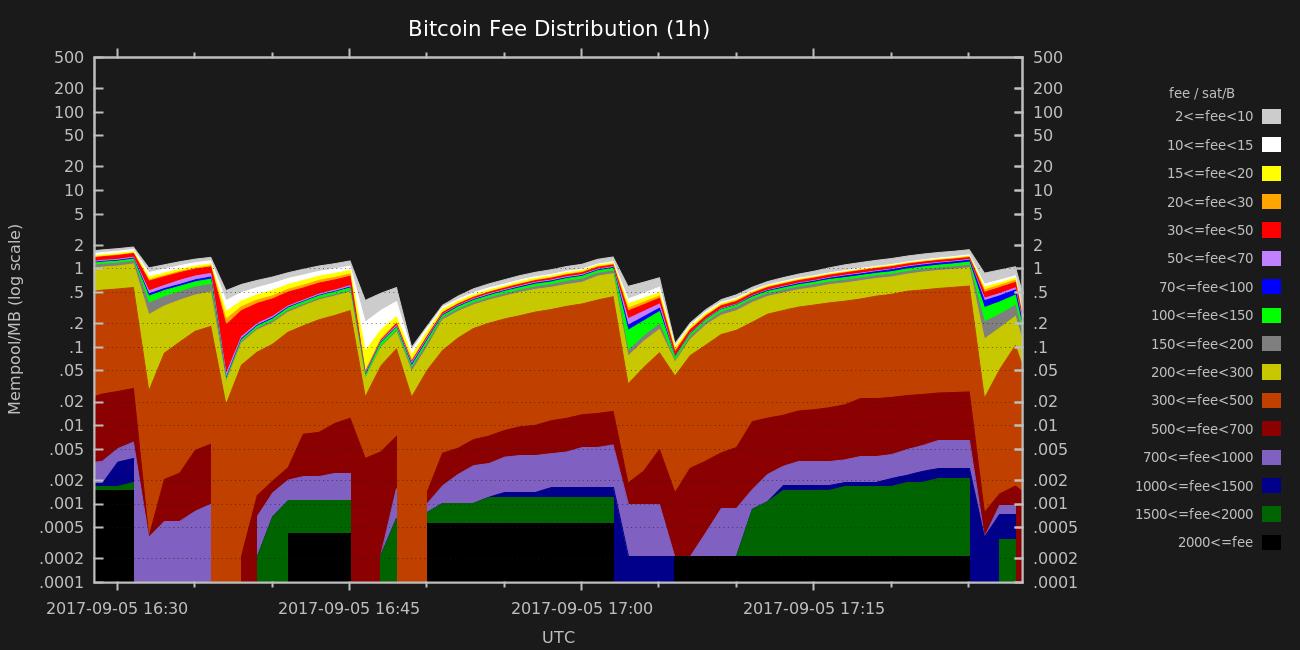 Bitcoin Fee Distribution (1h)
Mempool/MB (log scale)
500
200
100
50
20
10
5
2
1
.5
.2
.1
.05
.02
.01
.005
.002
.001
.0005
.0002
.0001
500
200
100
50
20
10
5
2
1
.5
.2
.1
.05
.02
.01
.005
.002
.001
.0005
.0002
.0001
2017-09-05 16:30
2017-09-05 16:45
2017-09-05 17:00
2017-09-05 17:15
UTC
fee / sat/B
2<=fee<10
10<=fee<15
15<=fee<20
20<=fee<30
30<=fee<50
50<=fee<70
70<=fee<100
100<=fee<150
150<=fee<200
200<=fee<300
300<=fee<500
500<=fee<700
700<=fee<1000
1000<=fee<1500
1500<=fee<2000
2000<=fee